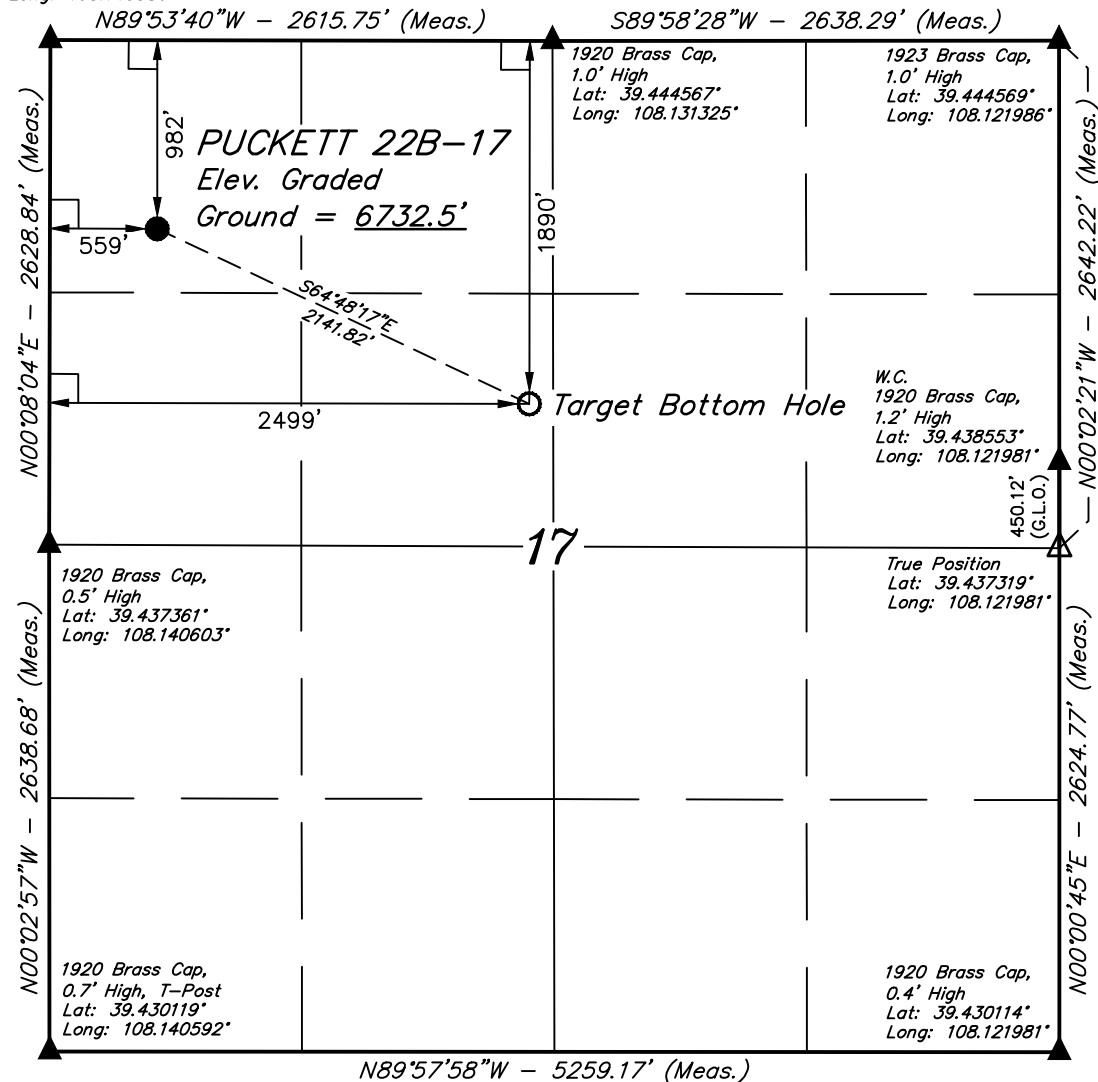 N89°53'40"W - 2615.75' (Meas.)
S89°58'28"W - 2638.29' (Meas.)
1920 Brass Cap,
1.0' High
Lat: 39.444567°
Long: 108.131325°
1923 Brass Cap,
1.0' High
Lat: 39.444569°
Long: 108.121986°
982'
PUCKETT 22B-17
Elev. Graded
Ground = 6732.5'
559'
1890'
N00°08'04"E - 2628.84' (Meas.)
N00°02'21"W - 2642.22' (Meas.)
S64°48'17"E
2141.82'
2499'
Target Bottom Hole
W.C.
1920 Brass Cap,
1.2' High
Lat: 39.438553°
Long: 108.121981°
450.12'
(G.L.O.)
17
1920 Brass Cap,
0.5' High
Lat: 39.437361°
Long: 108.140603°
True Position
Lat: 39.437319°
Long: 108.121981°
N00°02'57"W - 2638.68' (Meas.)
N00°00'45"E - 2624.77' (Meas.)
1920 Brass Cap,
0.7' High, T-Post
Lat: 39.430119°
Long: 108.140592°
1920 Brass Cap,
0.4' High
Lat: 39.430114°
Long: 108.121981°
N89°57'58"W - 5259.17' (Meas.)